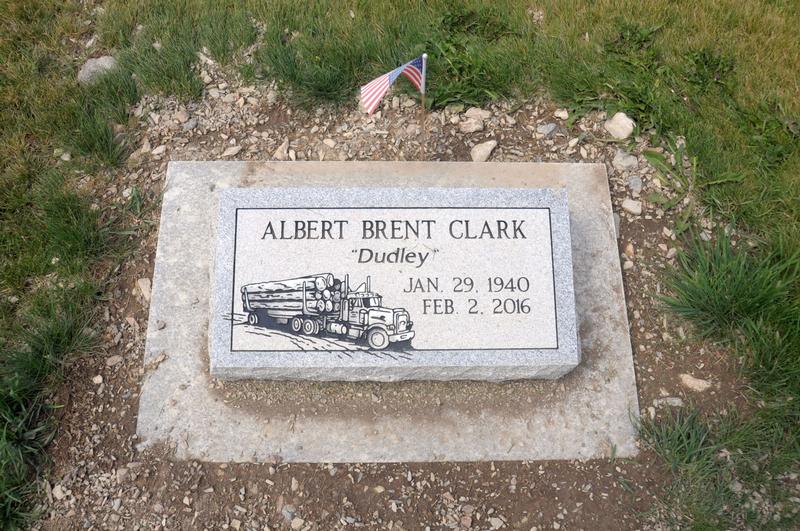 ALBERT BRENT CLARK
"Dudley"
JAN. 29. 1940
FEB. 2. 2016